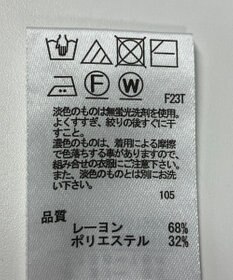 F W
F23T
淡色のものは無蛍光洗剤を使用。
よくすすぎ、絞りの後すぐに干
すこと。
濃色のものは、着用による摩擦
で色落ちする事がありますので、
組み合わせの衣服にご注意下さい。
また、淡色のものとは別にお洗
い下さい。
105
品質
レーヨン 68%
ポリエステル 32%